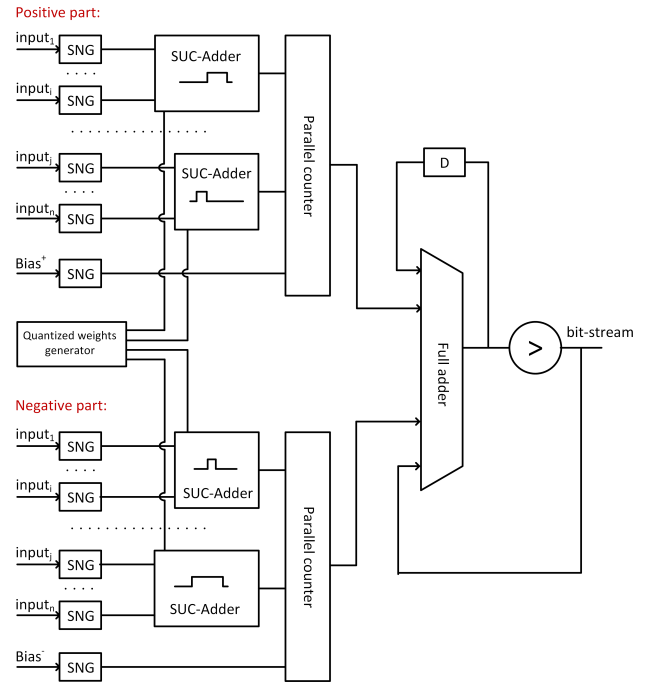 Positive part:
input₁
SNG
SUC-Adder
inputᵢ
SNG
inputⱼ
SNG
SUC-Adder
inputₙ
SNG
Bias⁺
SNG
Parallel counter
Quantized weights
generator
Negative part:
input₁
SNG
SUC-Adder
inputᵢ
SNG
inputⱼ
SNG
SUC-Adder
inputₙ
SNG
Bias⁻
SNG
Parallel counter
D
Full adder
>
bit-stream